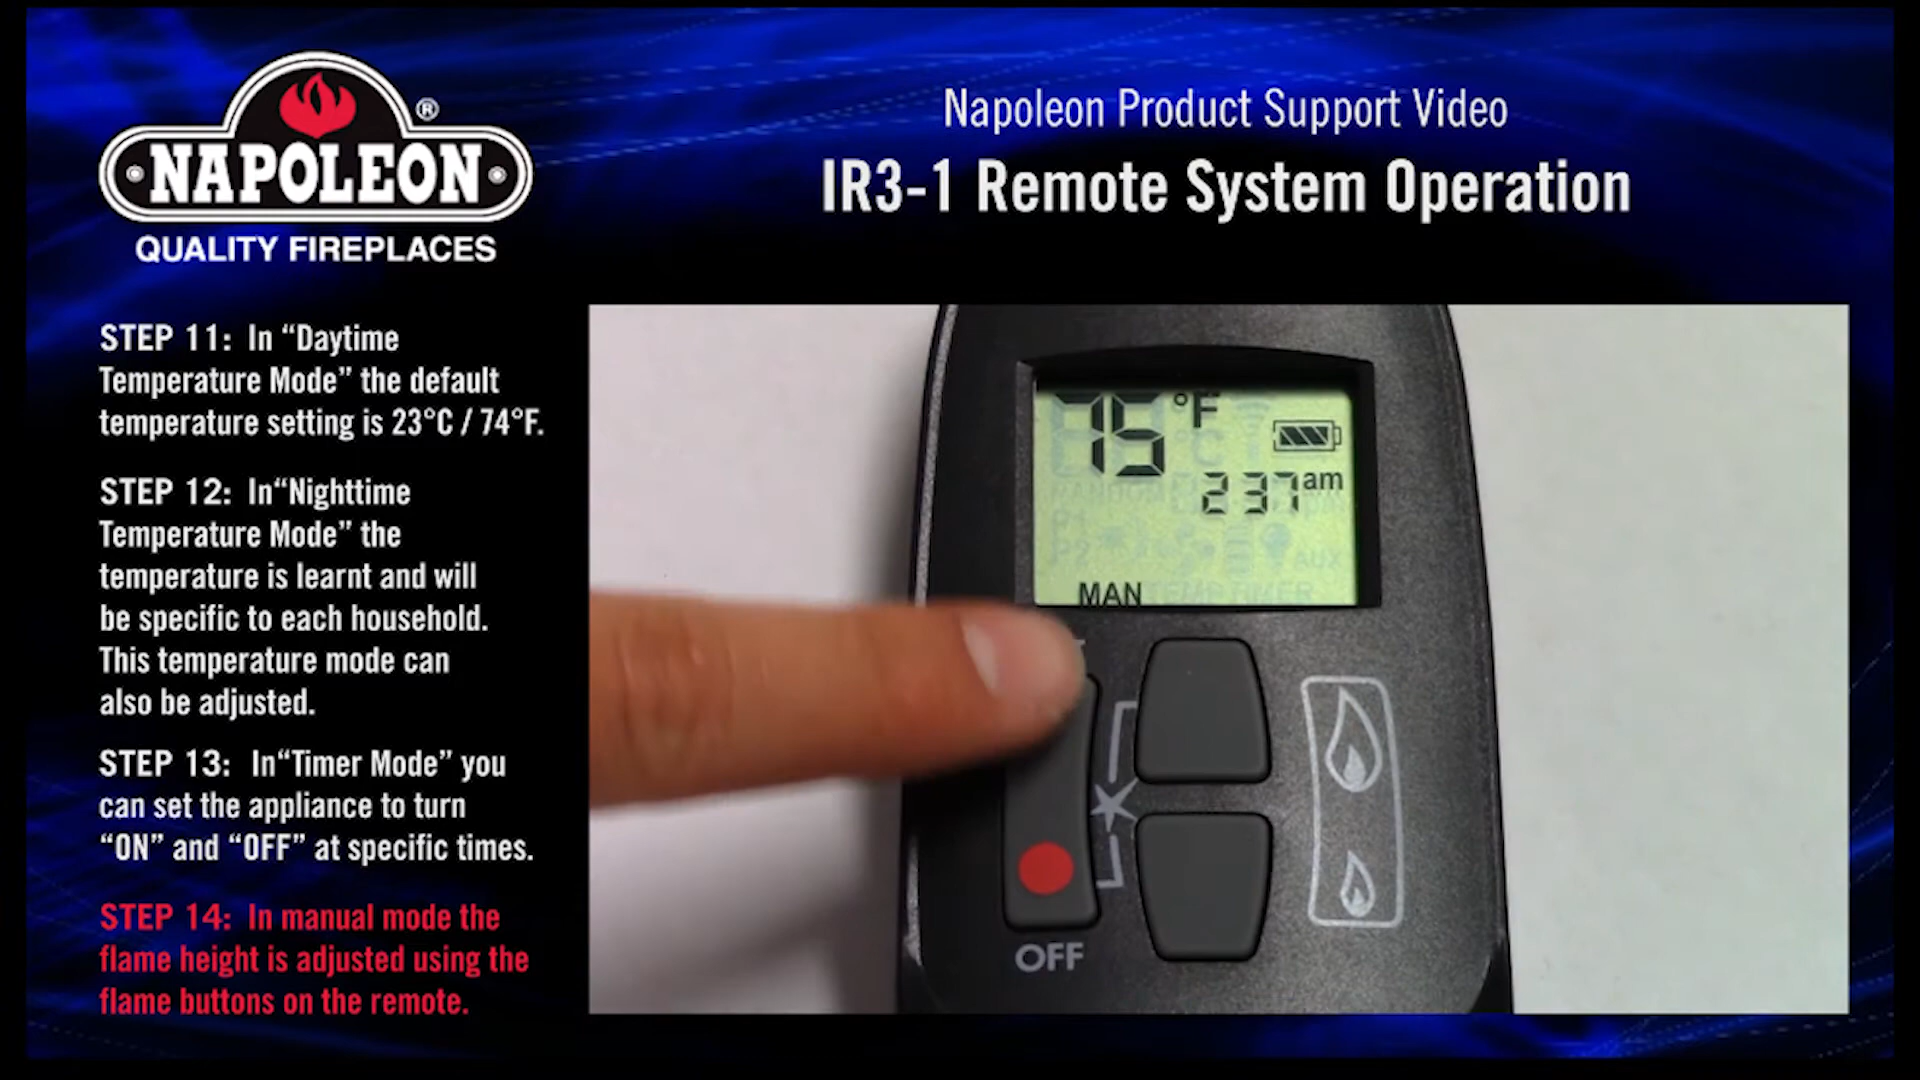 NAPOLEON®
QUALITY FIREPLACES
Napoleon Product Support Video
IR3-1 Remote System Operation
STEP 11: In “Daytime
Temperature Mode” the default
temperature setting is 23°C / 74°F.
STEP 12: In“Nighttime
Temperature Mode” the
temperature is learnt and will
be specific to each household.
This temperature mode can
also be adjusted.
STEP 13: In“Timer Mode” you
can set the appliance to turn
“ON” and “OFF” at specific times.
STEP 14: In manual mode the
flame height is adjusted using the
flame buttons on the remote.
75 °F
237 am
MAN TEMP TIMER
OFF